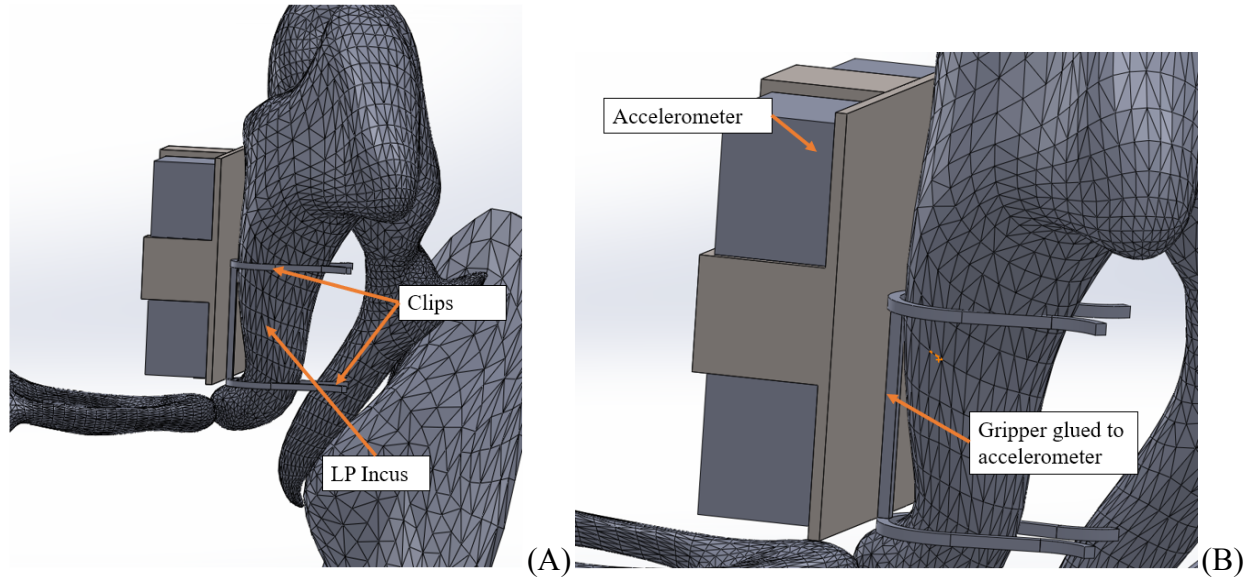 Clips
LP Incus
(A)
Accelerometer
Gripper glued to
accelerometer
(B)